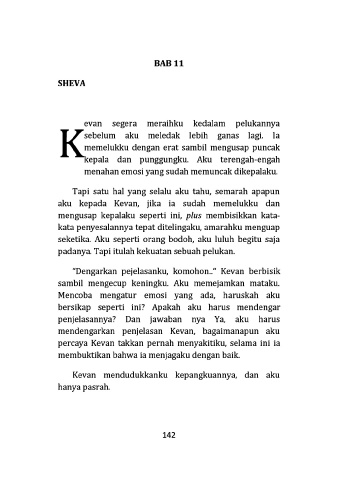 BAB 11
SHEVA
Kevan segera meraihku kedalam pelukannya
sebelum aku meledak lebih ganas lagi. Ia
memelukku dengan erat sambil mengusap puncak
kepala dan punggungku. Aku terengah-engah
menahan emosi yang sudah memuncak dikepalaku.
Tapi satu hal yang selalu aku tahu, semarah apapun
aku kepada Kevan, jika ia sudah memelukku dan
mengusap kepalaku seperti ini, plus membisikkan kata-
kata penyesalannya tepat ditelingaku, amarahku menguap
seketika. Aku seperti orang bodoh, aku luluh begitu saja
padanya. Tapi itulah kekuatan sebuah pelukan.
"Dengarkan pejelasanku, komohon.." Kevan berbisik
sambil mengecup keningku. Aku memejamkan mataku.
Mencoba mengatur emosi yang ada, haruskah aku
bersikap seperti ini? Apakah aku harus mendengar
penjelasannya? Dan jawaban nya Ya, aku harus
mendengarkan penjelasan Kevan, bagaimanapun aku
percaya Kevan takkan pernah menyakitiku, selama ini ia
membuktikan bahwa ia menjagaku dengan baik.
Kevan mendudukkanku kepangkuannya, dan aku
hanya pasrah.
142